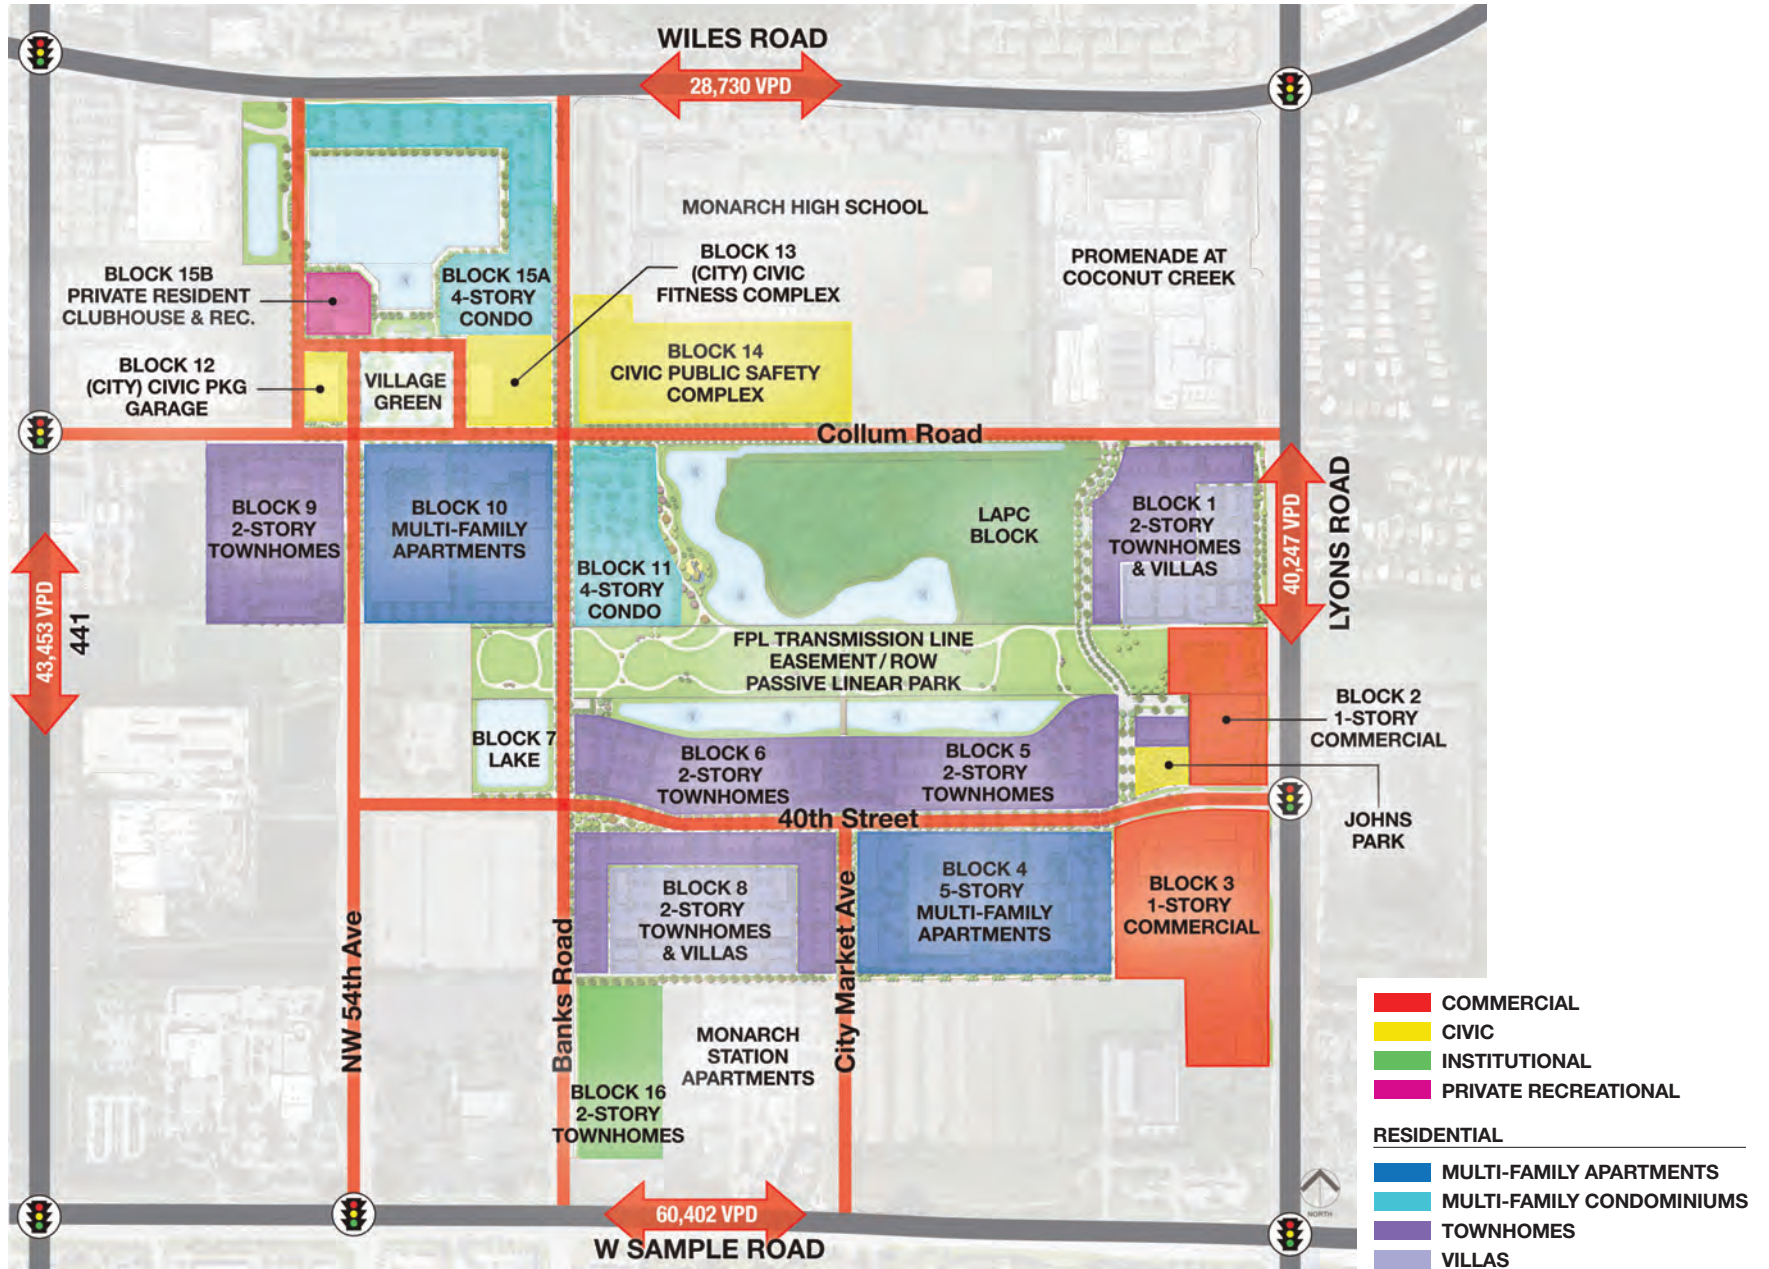 WILES ROAD
28,730 VPD
MONARCH HIGH SCHOOL
BLOCK 13
(CITY) CIVIC
FITNESS COMPLEX
PROMENADE AT
COCONUT CREEK
BLOCK 15B
PRIVATE RESIDENT
CLUBHOUSE & REC.
BLOCK 15A
4-STORY
CONDO
BLOCK 12
(CITY) CIVIC PKG
GARAGE
VILLAGE
GREEN
BLOCK 14
CIVIC PUBLIC SAFETY
COMPLEX
Collum Road
BLOCK 9
2-STORY
TOWNHOMES
BLOCK 10
MULTI-FAMILY
APARTMENTS
BLOCK 11
4-STORY
CONDO
LAPC
BLOCK
BLOCK 1
2-STORY
TOWNHOMES
& VILLAS
40,247 VPD
LYONS ROAD
43,453 VPD
441
FPL TRANSMISSION LINE
EASEMENT / ROW
PASSIVE LINEAR PARK
BLOCK 2
1-STORY
COMMERCIAL
BLOCK 7
LAKE
BLOCK 6
2-STORY
TOWNHOMES
BLOCK 5
2-STORY
TOWNHOMES
JOHNS
PARK
40th Street
BLOCK 8
2-STORY
TOWNHOMES
& VILLAS
BLOCK 4
5-STORY
MULTI-FAMILY
APARTMENTS
BLOCK 3
1-STORY
COMMERCIAL
NW 54th Ave
Banks Road
City Market Ave
MONARCH
STATION
APARTMENTS
BLOCK 16
2-STORY
TOWNHOMES
60,402 VPD
W SAMPLE ROAD
NORTH
COMMERCIAL
CIVIC
INSTITUTIONAL
PRIVATE RECREATIONAL
RESIDENTIAL
MULTI-FAMILY APARTMENTS
MULTI-FAMILY CONDOMINIUMS
TOWNHOMES
VILLAS